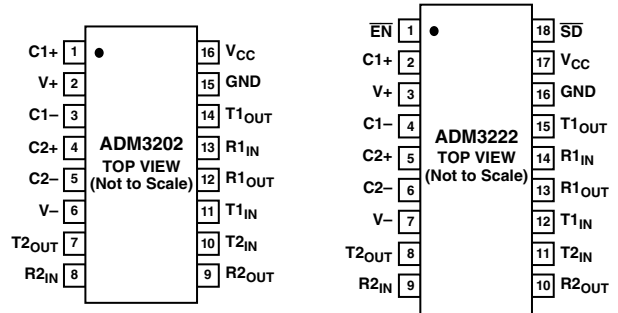 C1+ 1 16 VCC
V+ 2 15 GND
C1– 3 14 T1OUT
C2+ 4 13 R1IN
C2– 5 12 R1OUT
V– 6 11 T1IN
T2OUT 7 10 T2IN
R2IN 8 9 R2OUT
ADM3202
TOP VIEW
(Not to Scale)
EN 1 18 SD
C1+ 2 17 VCC
V+ 3 16 GND
C1– 4 15 T1OUT
C2+ 5 14 R1IN
C2– 6 13 R1OUT
V– 7 12 T1IN
T2OUT 8 11 T2IN
R2IN 9 10 R2OUT
ADM3222
TOP VIEW
(Not to Scale)